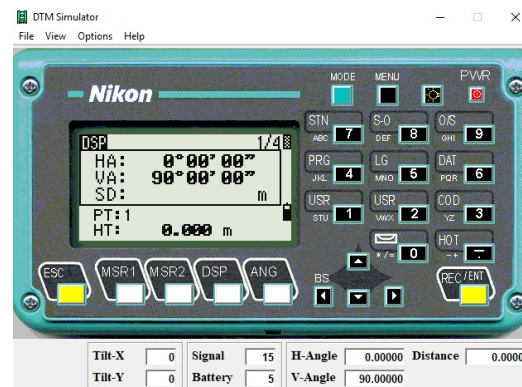 DTM Simulator
File View Options Help
Nikon
MODE MENU PWR
DSP 1/4
HA: 0°00'00"
VA: 90°00'00"
SD: m
PT:1
HT: 0.000 m
STN ABC 7 S-O DEF 8 O/S GHI 9
PRG JKL 4 LG MNO 5 DAT PQR 6
USR STU 1 USR VWX 2 COD YZ 3
*/= 0 HOT .-+
ESC MSR1 MSR2 DSP ANG BS REC/ENT
Tilt-X 0 Signal 15 H-Angle 0.00000 Distance 0.0000
Tilt-Y 0 Battery 5 V-Angle 90.00000